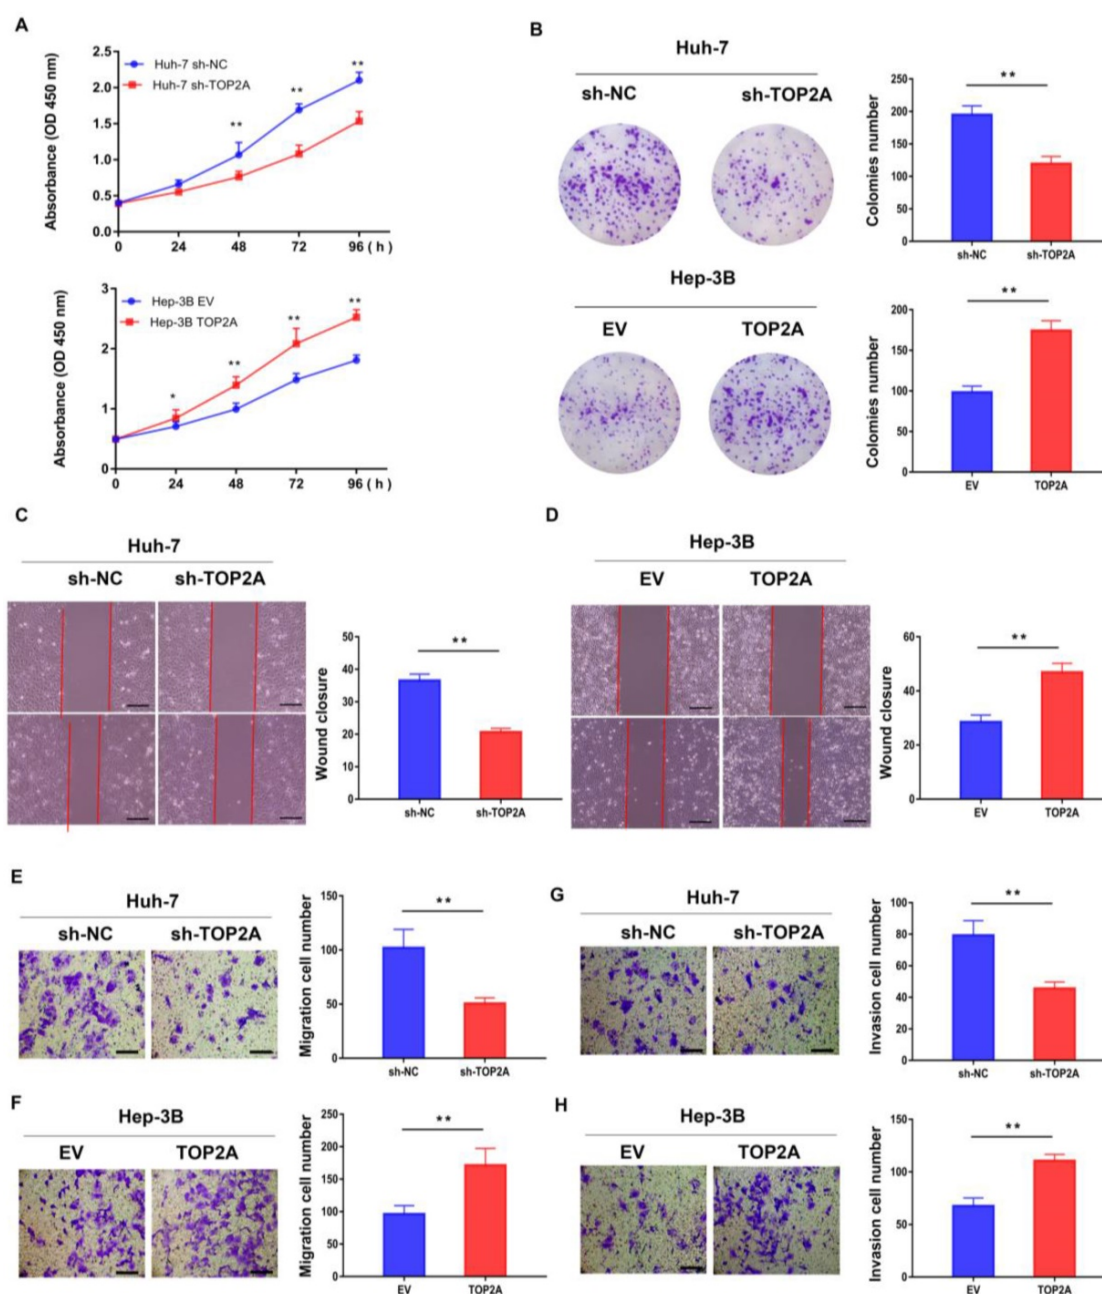 A
2.5
2.0
1.5
1.0
0.5
0.0
Absorbance (OD 450 nm)
Huh-7 sh-NC
Huh-7 sh-TOP2A
**
**
**
0 24 48 72 96 ( h )
3
2
1
0
Absorbance (OD 450 nm)
Hep-3B EV
Hep-3B TOP2A
*
**
**
**
0 24 48 72 96 ( h )
B
Huh-7
sh-NC sh-TOP2A
250
200
150
100
50
0
Colomies number
**
sh-NC sh-TOP2A
Hep-3B
EV TOP2A
200
150
100
50
0
Colomies number
**
EV TOP2A
C
Huh-7
sh-NC sh-TOP2A
50
40
30
20
10
0
Wound closure
**
sh-NC sh-TOP2A
D
Hep-3B
EV TOP2A
60
40
20
0
Wound closure
**
EV TOP2A
E
Huh-7
sh-NC sh-TOP2A
150
100
50
0
Migration cell number
**
sh-NC sh-TOP2A
G
Huh-7
sh-NC sh-TOP2A
100
80
60
40
20
0
Invasion cell number
**
sh-NC sh-TOP2A
F
Hep-3B
EV TOP2A
250
200
150
100
50
0
Migration cell number
**
EV TOP2A
H
Hep-3B
EV TOP2A
150
100
50
0
Invasion cell number
**
EV TOP2A